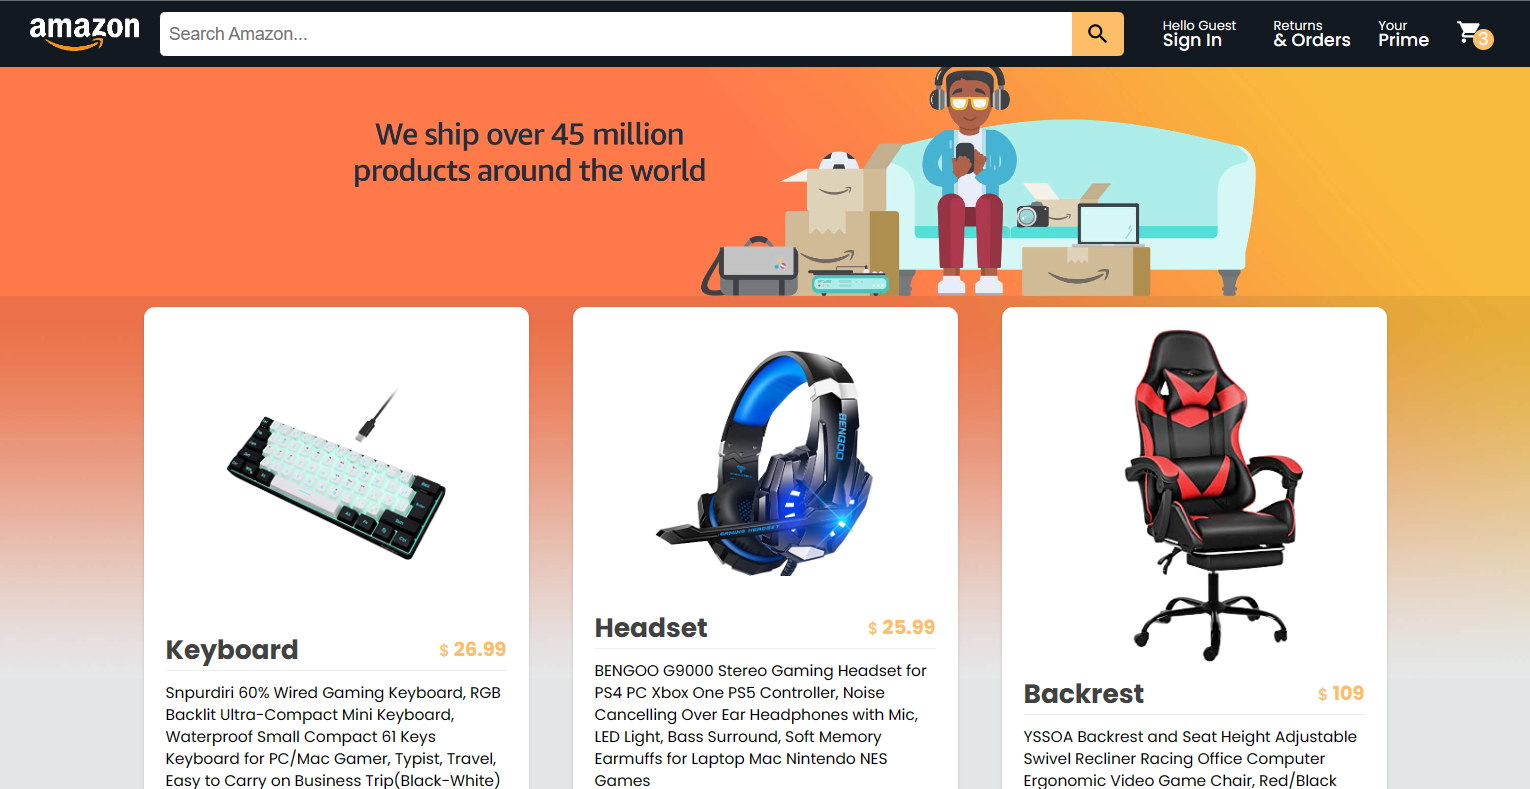 amazon
Search Amazon...
Hello Guest
Sign In
Returns
& Orders
Your
Prime
3
We ship over 45 million
products around the world
BENGOO
GAMING HEADSET
Keyboard
$ 26.99
Snpurdiri 60% Wired Gaming Keyboard, RGB
Backlit Ultra-Compact Mini Keyboard,
Waterproof Small Compact 61 Keys
Keyboard for PC/Mac Gamer, Typist, Travel,
Easy to Carry on Business Trip(Black-White)
Headset
$ 25.99
BENGOO G9000 Stereo Gaming Headset for
PS4 PC Xbox One PS5 Controller, Noise
Cancelling Over Ear Headphones with Mic,
LED Light, Bass Surround, Soft Memory
Earmuffs for Laptop Mac Nintendo NES
Games
Backrest
$ 109
YSSOA Backrest and Seat Height Adjustable
Swivel Recliner Racing Office Computer
Ergonomic Video Game Chair, Red/Black